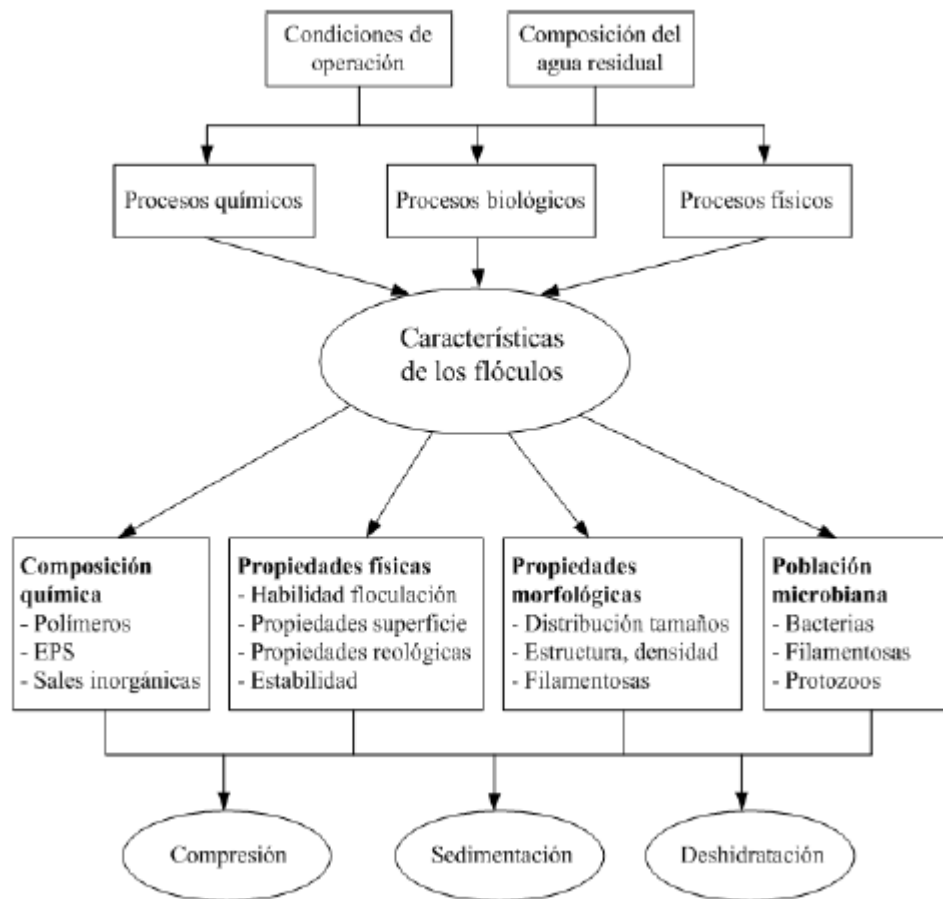 Condiciones de
operación
Composición del
agua residual
Procesos químicos
Procesos biológicos
Procesos físicos
Características
de los flóculos
Composición
química
- Polímeros
- EPS
- Sales inorgánicas
Propiedades físicas
- Habilidad floculación
- Propiedades superficie
- Propiedades reológicas
- Estabilidad
Propiedades
morfológicas
- Distribución tamaños
- Estructura, densidad
- Filamentosas
Población
microbiana
- Bacterias
- Filamentosas
- Protozoos
Compresión
Sedimentación
Deshidratación